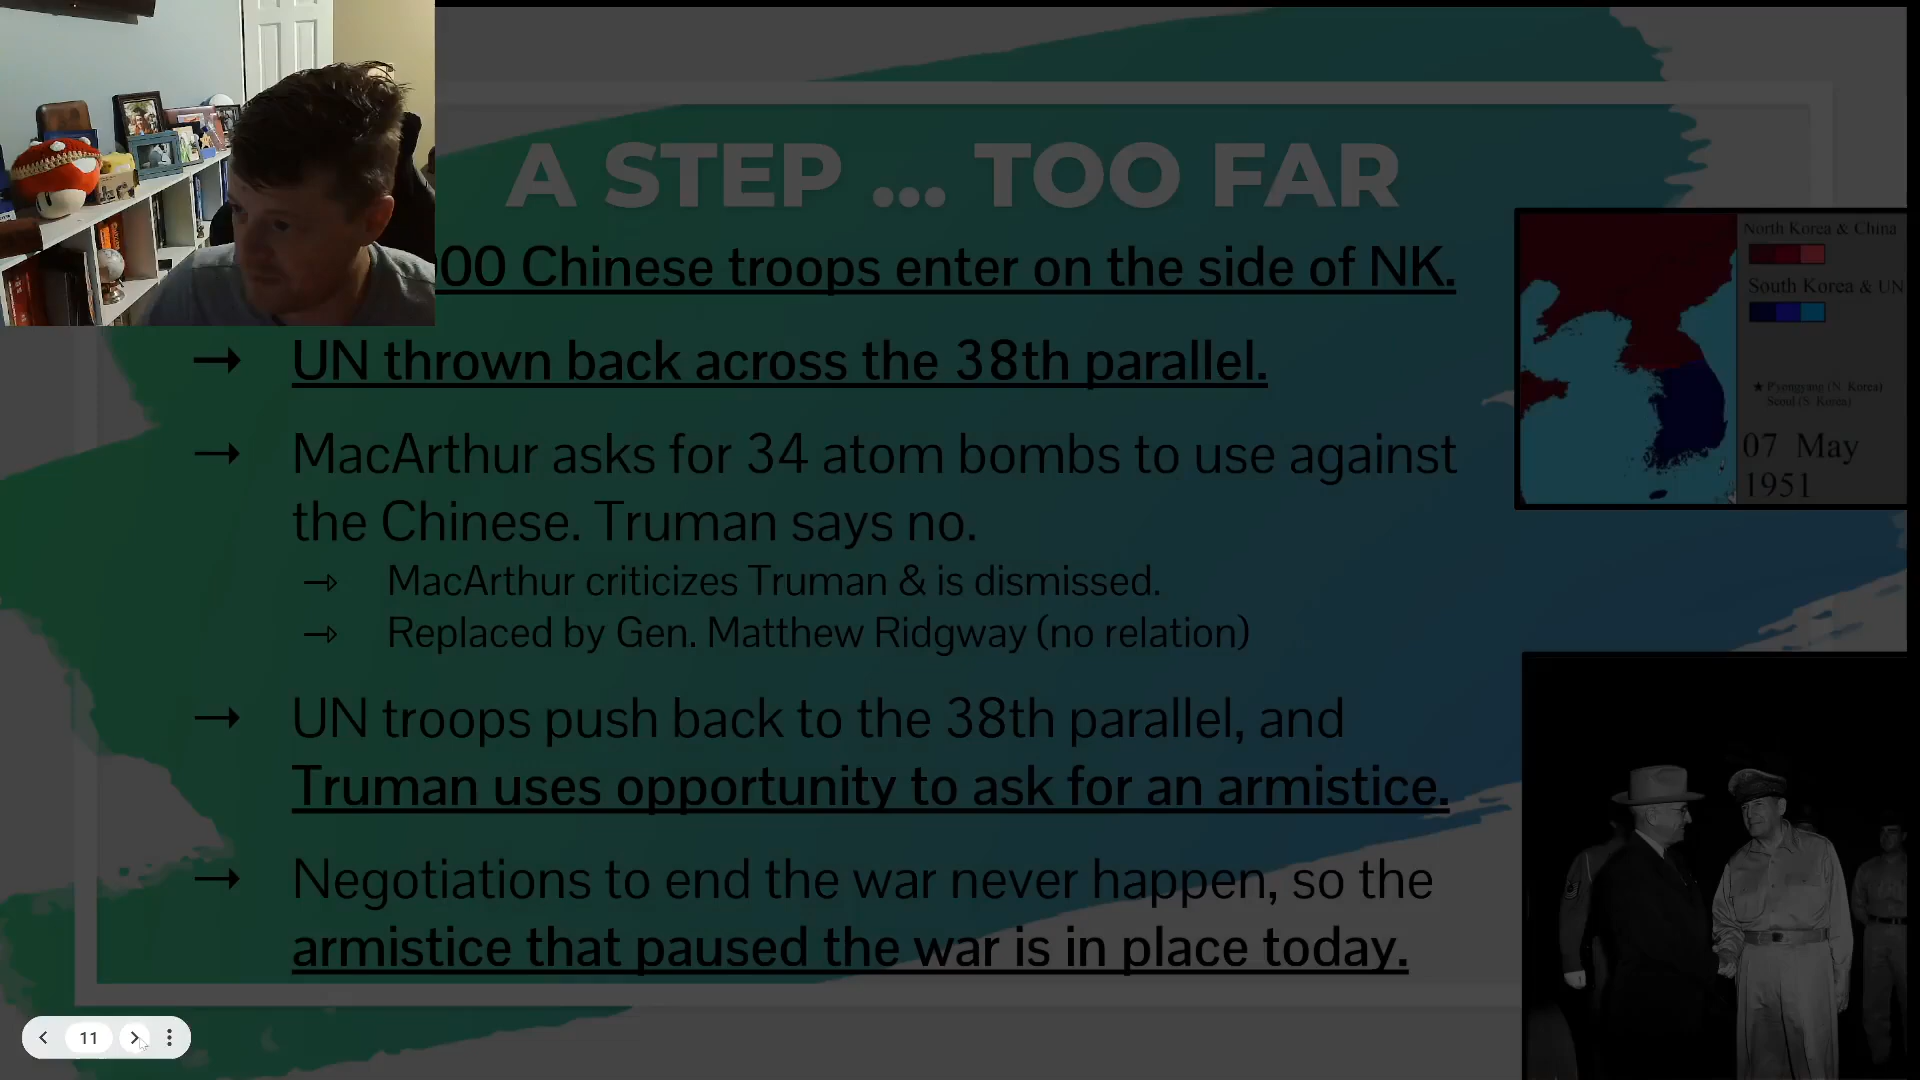 A STEP ... TOO FAR
00 Chinese troops enter on the side of NK.
→ UN thrown back across the 38th parallel.
→ MacArthur asks for 34 atom bombs to use against
the Chinese. Truman says no.
→ MacArthur criticizes Truman & is dismissed.
→ Replaced by Gen. Matthew Ridgway (no relation)
→ UN troops push back to the 38th parallel, and
Truman uses opportunity to ask for an armistice.
→ Negotiations to end the war never happen, so the
armistice that paused the war is in place today.
North Korea & China
South Korea & UN
★ P'yongyang (N. Korea)
Seoul (S. Korea)
07 May
1951
11